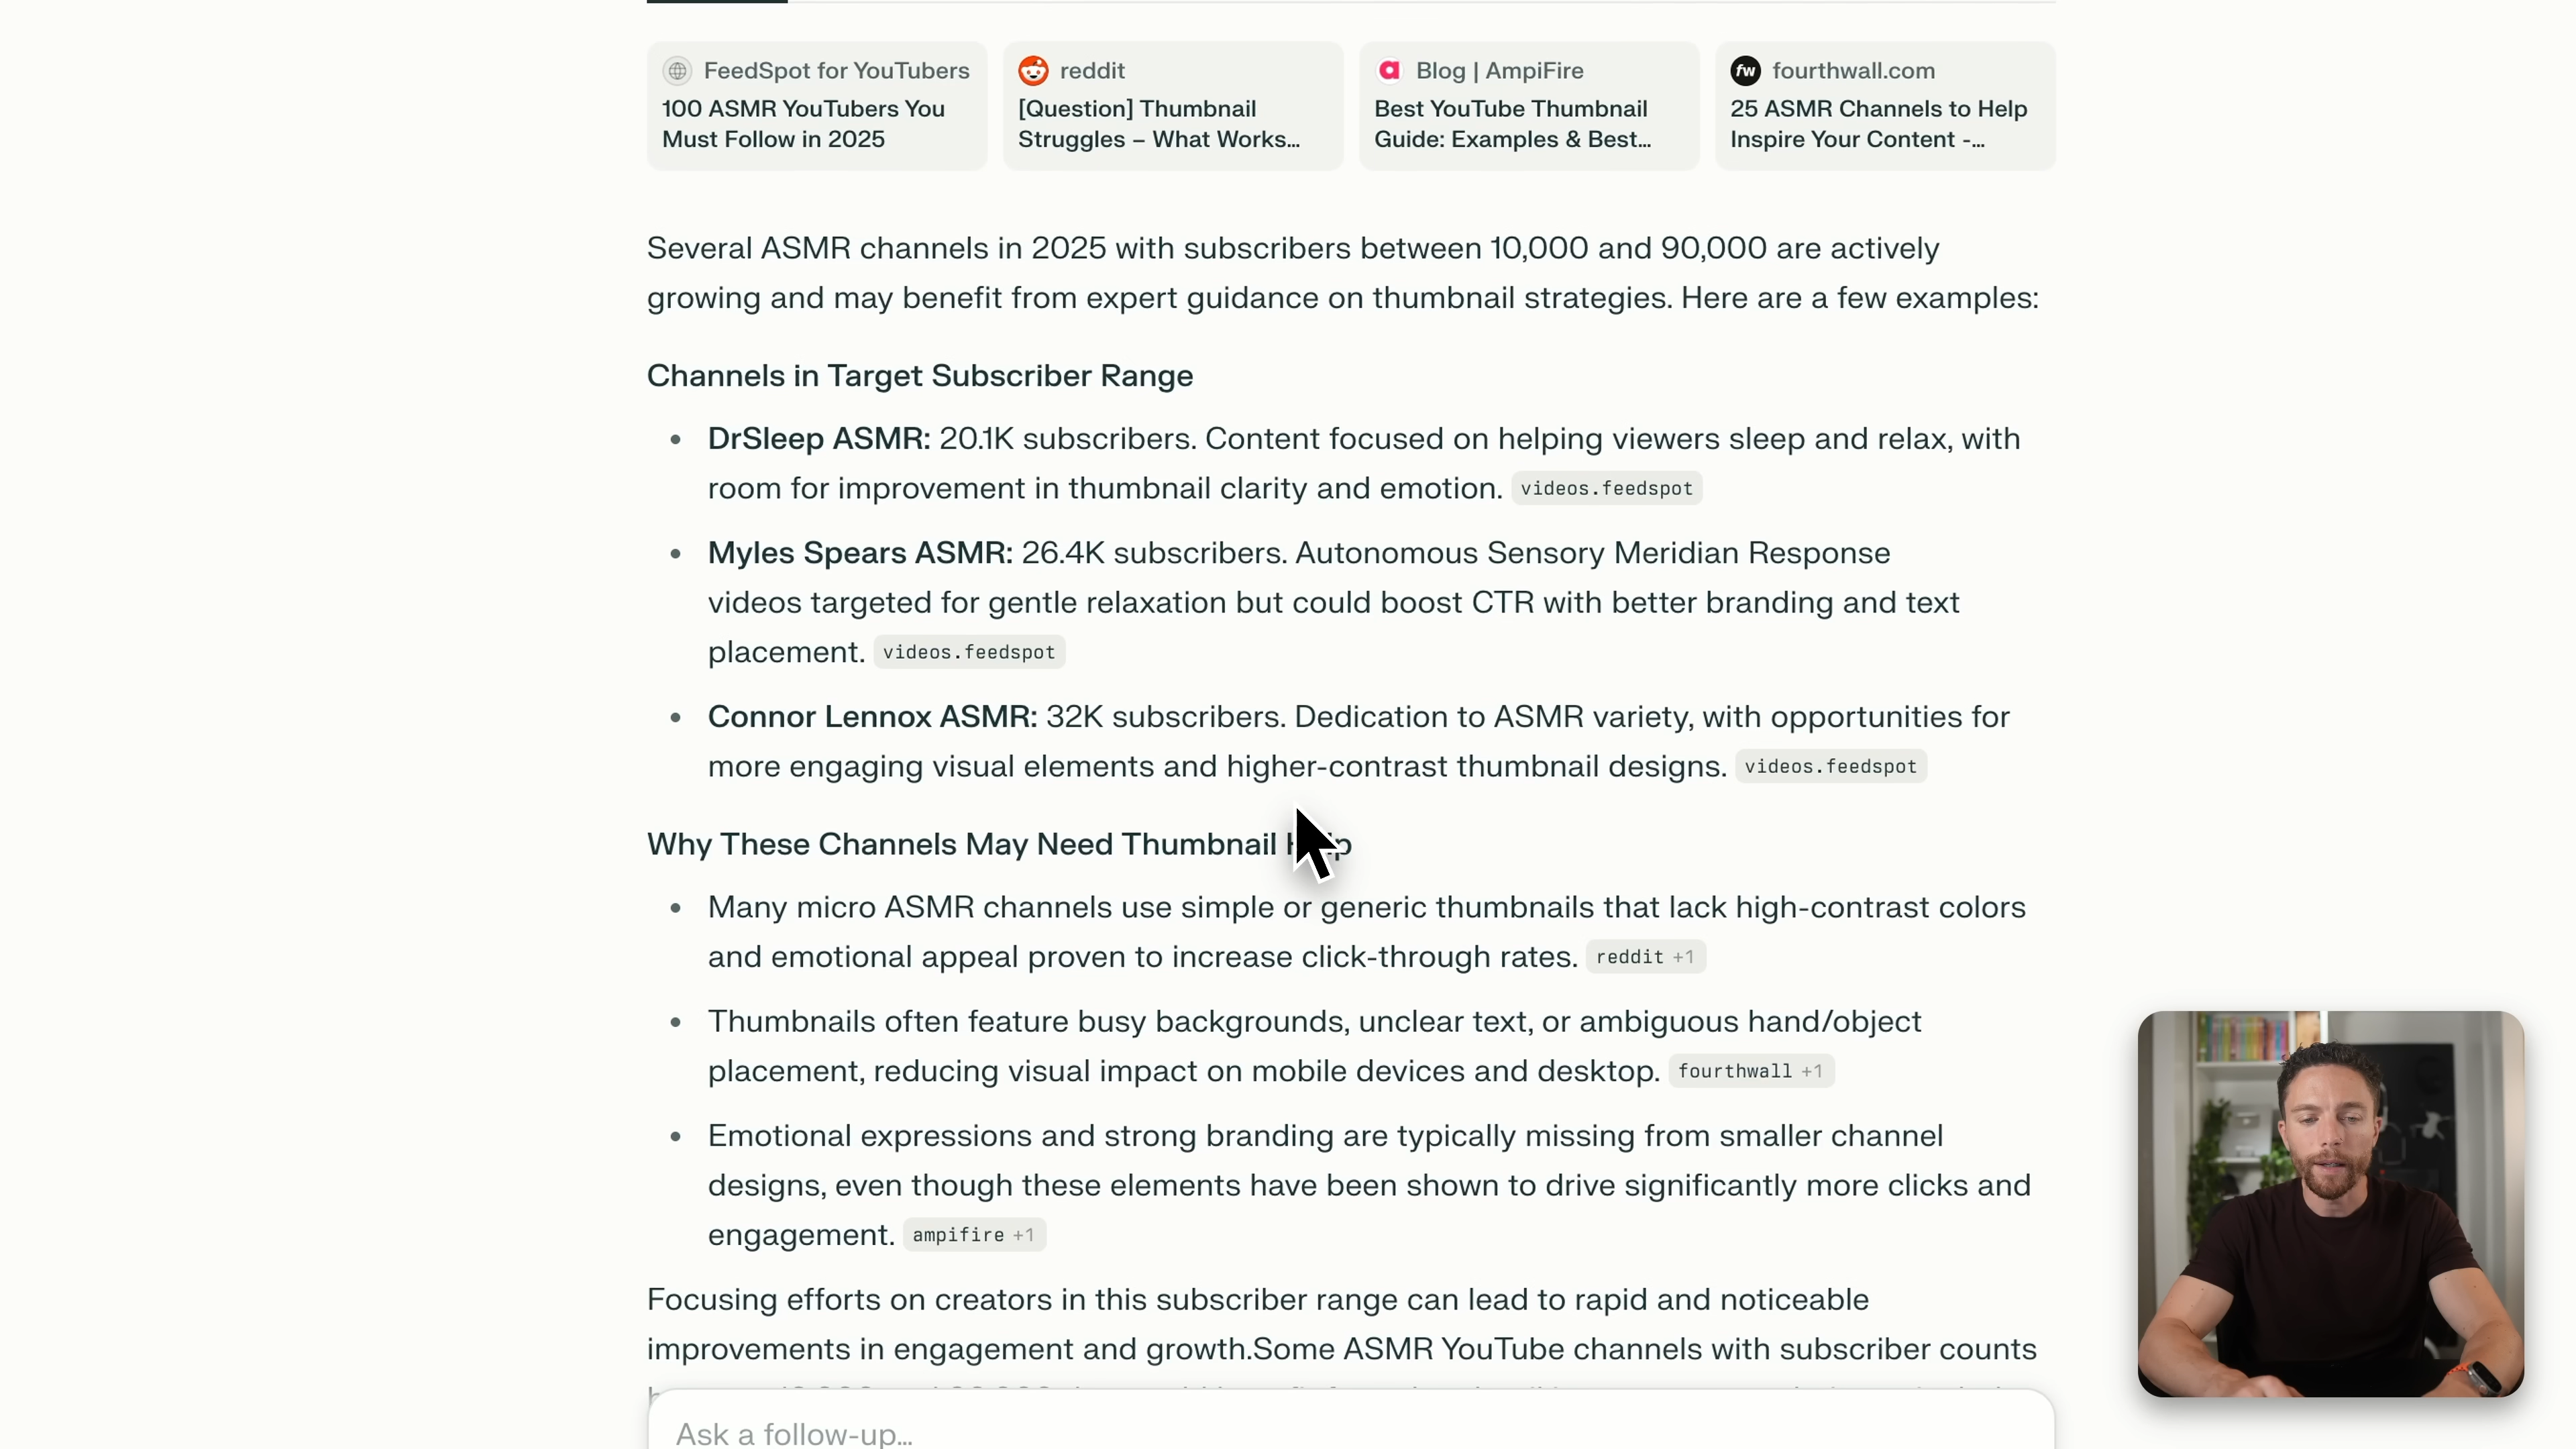 FeedSpot for YouTubers
100 ASMR YouTubers You
Must Follow in 2025
reddit
[Question] Thumbnail
Struggles – What Works...
Blog | AmpiFire
Best YouTube Thumbnail
Guide: Examples & Best...
fw fourthwall.com
25 ASMR Channels to Help
Inspire Your Content -...
Several ASMR channels in 2025 with subscribers between 10,000 and 90,000 are actively
growing and may benefit from expert guidance on thumbnail strategies. Here are a few examples:
Channels in Target Subscriber Range
• DrSleep ASMR: 20.1K subscribers. Content focused on helping viewers sleep and relax, with
room for improvement in thumbnail clarity and emotion. videos.feedspot
• Myles Spears ASMR: 26.4K subscribers. Autonomous Sensory Meridian Response
videos targeted for gentle relaxation but could boost CTR with better branding and text
placement. videos.feedspot
• Connor Lennox ASMR: 32K subscribers. Dedication to ASMR variety, with opportunities for
more engaging visual elements and higher-contrast thumbnail designs. videos.feedspot
Why These Channels May Need Thumbnail Help
• Many micro ASMR channels use simple or generic thumbnails that lack high-contrast colors
and emotional appeal proven to increase click-through rates. reddit +1
• Thumbnails often feature busy backgrounds, unclear text, or ambiguous hand/object
placement, reducing visual impact on mobile devices and desktop. fourthwall +1
• Emotional expressions and strong branding are typically missing from smaller channel
designs, even though these elements have been shown to drive significantly more clicks and
engagement. ampifire +1
Focusing efforts on creators in this subscriber range can lead to rapid and noticeable
improvements in engagement and growth.Some ASMR YouTube channels with subscriber counts
Ask a follow-up...